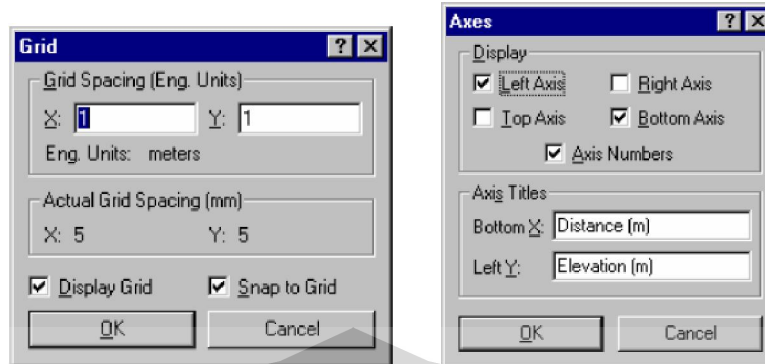 Grid
Grid Spacing (Eng. Units)
X: 1 Y: 1
Eng. Units: meters
Actual Grid Spacing (mm)
X: 5 Y: 5
Display Grid Snap to Grid
OK Cancel
Axes
Display
Left Axis Right Axis
Top Axis Bottom Axis
Axis Numbers
Axis Titles
Bottom X: Distance (m)
Left Y: Elevation (m)
OK Cancel